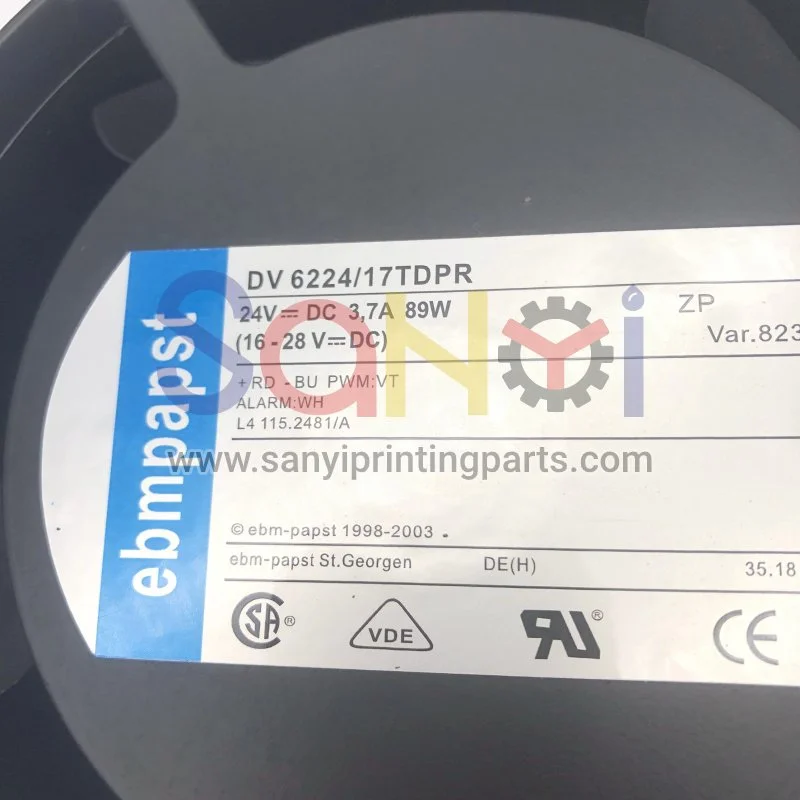 ebmpapst
DV 6224/17TDPR
24V⎓ DC 3,7A 89W
ZP
(16 - 28 V⎓DC)
Var.823
+RD -BU PWM:VT
ALARM:WH
L4 115.2481/A
SanYi
www.sanyiprintingparts.com
© ebm-papst 1998-2003 .
ebm-papst St.Georgen DE(H) 35.18
SA ®
VDE
RU ®
CE